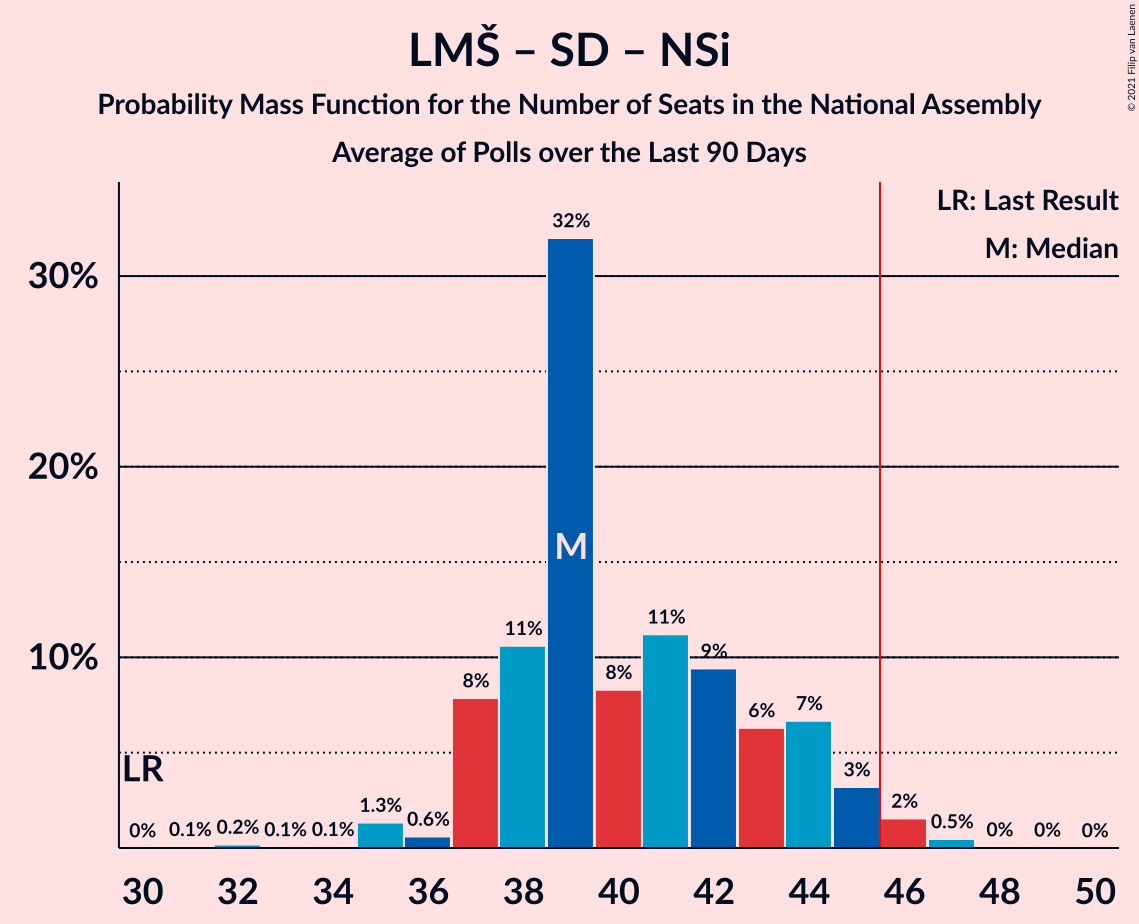 LMŠ – SD – NSi
Probability Mass Function for the Number of Seats in the National Assembly
Average of Polls over the Last 90 Days
© 2021 Filip van Laenen
LR: Last Result
M: Median
30%
20%
10%
LR
M
0%
0.1%
0.2%
0.1%
0.1%
1.3%
0.6%
8%
11%
32%
8%
11%
9%
6%
7%
3%
2%
0.5%
0%
0%
0%
30 32 34 36 38 40 42 44 46 48 50